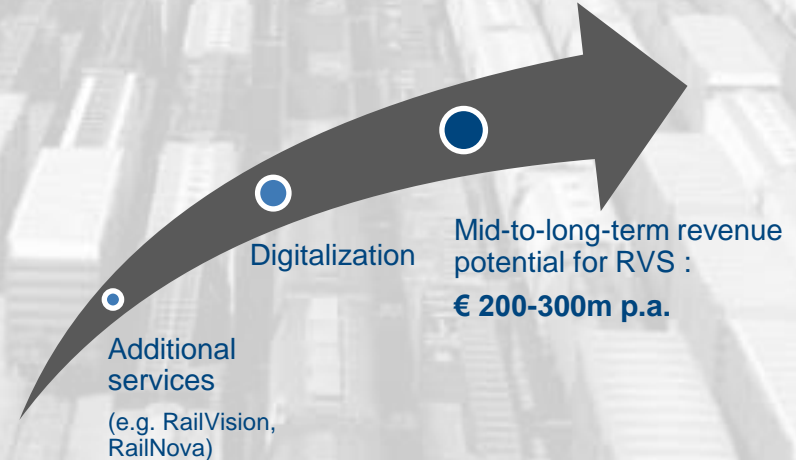 Additional
services
(e.g. RailVision,
RailNova)
Digitalization
Mid-to-long-term revenue
potential for RVS :
€ 200-300m p.a.